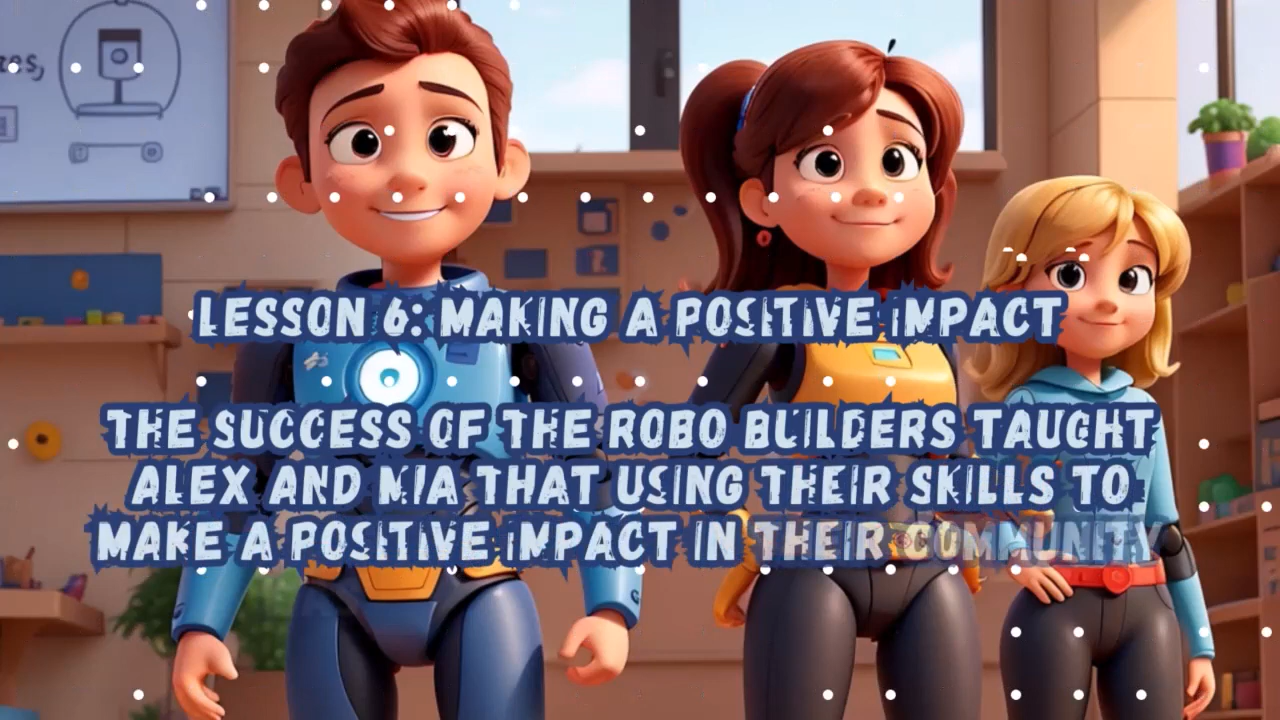 LESSON 6: MAKING A POSITIVE IMPACT
THE SUCCESS OF THE ROBO BUILDERS TAUGHT
ALEX AND MIA THAT USING THEIR SKILLS TO
MAKE A POSITIVE IMPACT IN THEIR COMMUNITY